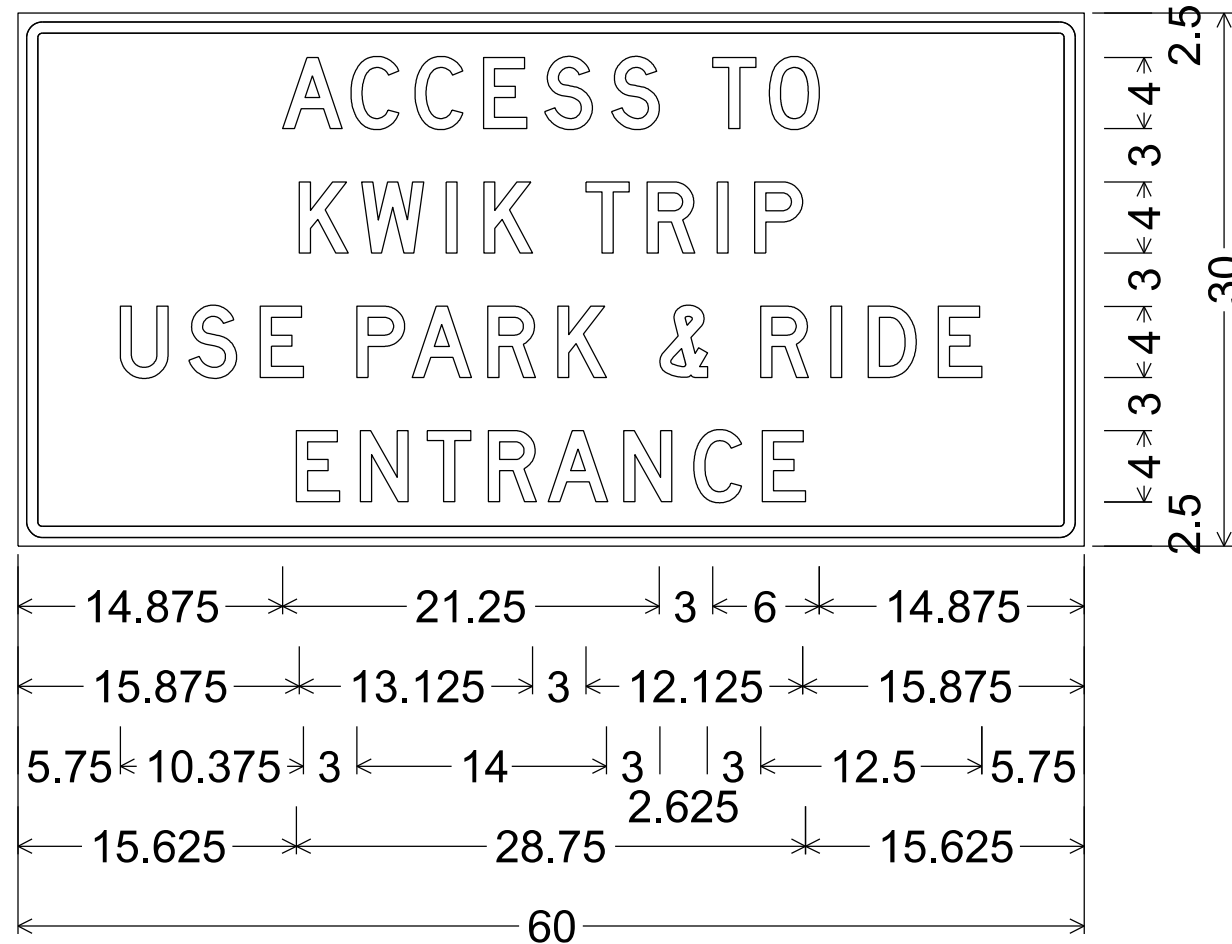 ACCESS TO
KWIK TRIP
USE PARK & RIDE
ENTRANCE
2.5
4
3
4
3
4
3
4
2.5
30
14.875 21.25 3 6 14.875
15.875 13.125 3 12.125 15.875
5.75 10.375 3 14 3 2.625 3 12.5 5.75
15.625 28.75 15.625
60